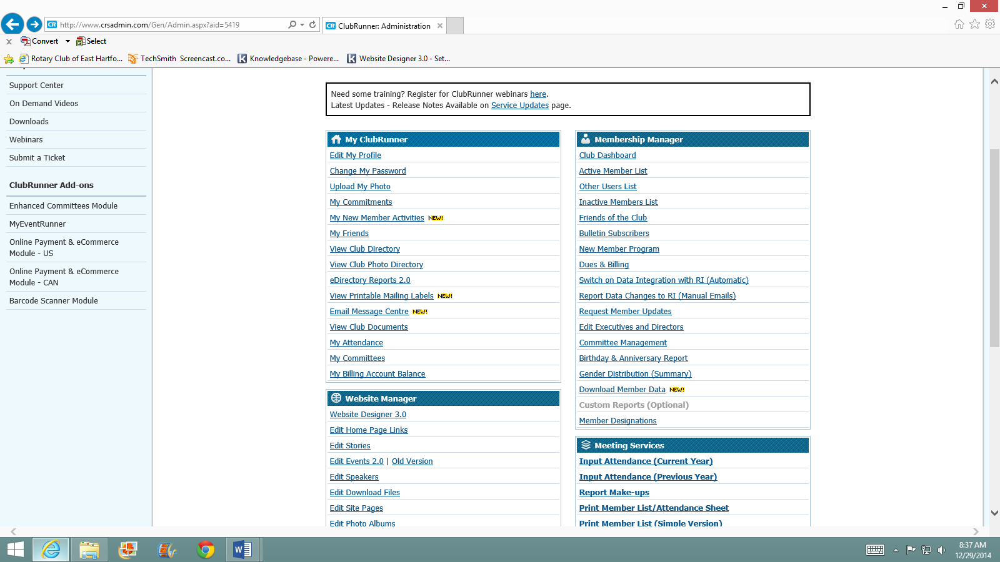 http://www.crsadmin.com/Gen/Admin.aspx?aid=5419
CR ClubRunner: Administration
x Convert Select
Rotary Club of East Hartfo... TechSmith Screencast.co... Knowledgebase - Powere... Website Designer 3.0 - Set...
Support Center
On Demand Videos
Downloads
Webinars
Submit a Ticket
ClubRunner Add-ons
Enhanced Committees Module
MyEventRunner
Online Payment & eCommerce
Module - US
Online Payment & eCommerce
Module - CAN
Barcode Scanner Module
Need some training? Register for ClubRunner webinars here.
Latest Updates - Release Notes Available on Service Updates page.
My ClubRunner
Edit My Profile
Change My Password
Upload My Photo
My Commitments
My New Member Activities NEW!
My Friends
View Club Directory
View Club Photo Directory
eDirectory Reports 2.0
View Printable Mailing Labels NEW!
Email Message Centre NEW!
View Club Documents
My Attendance
My Committees
My Billing Account Balance
Website Manager
Website Designer 3.0
Edit Home Page Links
Edit Stories
Edit Events 2.0 | Old Version
Edit Speakers
Edit Download Files
Edit Site Pages
Edit Photo Albums
Membership Manager
Club Dashboard
Active Member List
Other Users List
Inactive Members List
Friends of the Club
Bulletin Subscribers
New Member Program
Dues & Billing
Switch on Data Integration with RI (Automatic)
Report Data Changes to RI (Manual Emails)
Request Member Updates
Edit Executives and Directors
Committee Management
Birthday & Anniversary Report
Gender Distribution (Summary)
Download Member Data NEW!
Custom Reports (Optional)
Member Designations
Meeting Services
Input Attendance (Current Year)
Input Attendance (Previous Year)
Report Make-ups
Print Member List/Attendance Sheet
Print Member List (Simple Version)
8:37 AM
12/29/2014